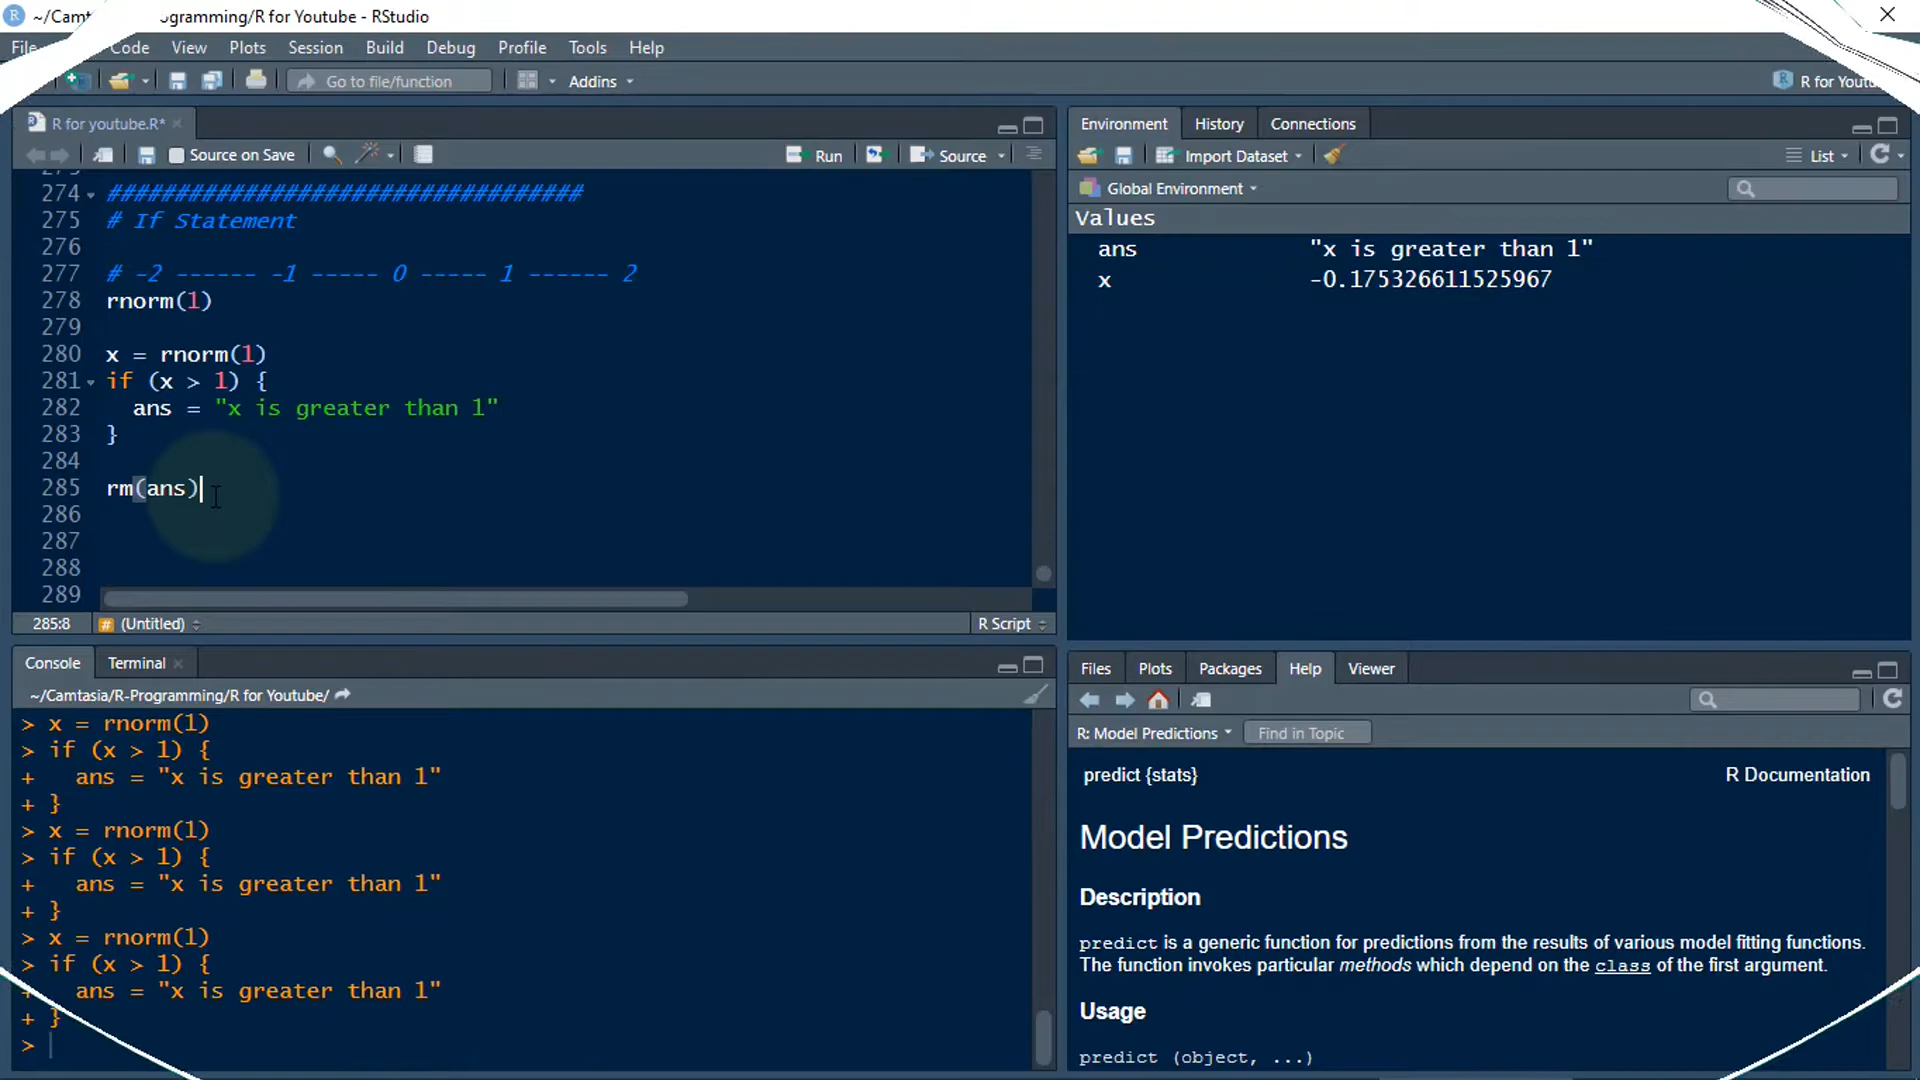 ~/Camt ogramming/R for Youtube - RStudio
File Code View Plots Session Build Debug Profile Tools Help
Go to file/function Addins R for Youtu
R for youtube.R*
Source on Save Run Source
274 ###################################
275 # If Statement
276
277 # -2 ------ -1 ----- 0 ----- 1 ------ 2
278 rnorm(1)
279
280 x = rnorm(1)
281 if (x > 1) {
282 ans = "x is greater than 1"
283 }
284
285 rm(ans)
286
287
288
289
285:8 (Untitled) R Script
Environment History Connections
Import Dataset List
Global Environment
Values
ans "x is greater than 1"
x -0.175326611525967
Console Terminal
~/Camtasia/R-Programming/R for Youtube/
> x = rnorm(1)
> if (x > 1) {
+ ans = "x is greater than 1"
+ }
> x = rnorm(1)
> if (x > 1) {
+ ans = "x is greater than 1"
+ }
> x = rnorm(1)
> if (x > 1) {
+ ans = "x is greater than 1"
+ }
>
Files Plots Packages Help Viewer
R: Model Predictions Find in Topic
predict {stats} R Documentation
Model Predictions
Description
predict is a generic function for predictions from the results of various model fitting functions.
The function invokes particular methods which depend on the class of the first argument.
Usage
predict (object, ...)